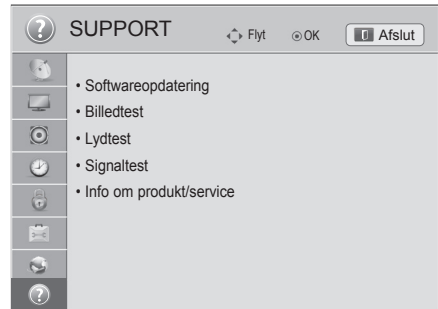 SUPPORT Flyt OK Afslut
• Softwareopdatering
• Billedtest
• Lydtest
• Signaltest
• Info om produkt/service